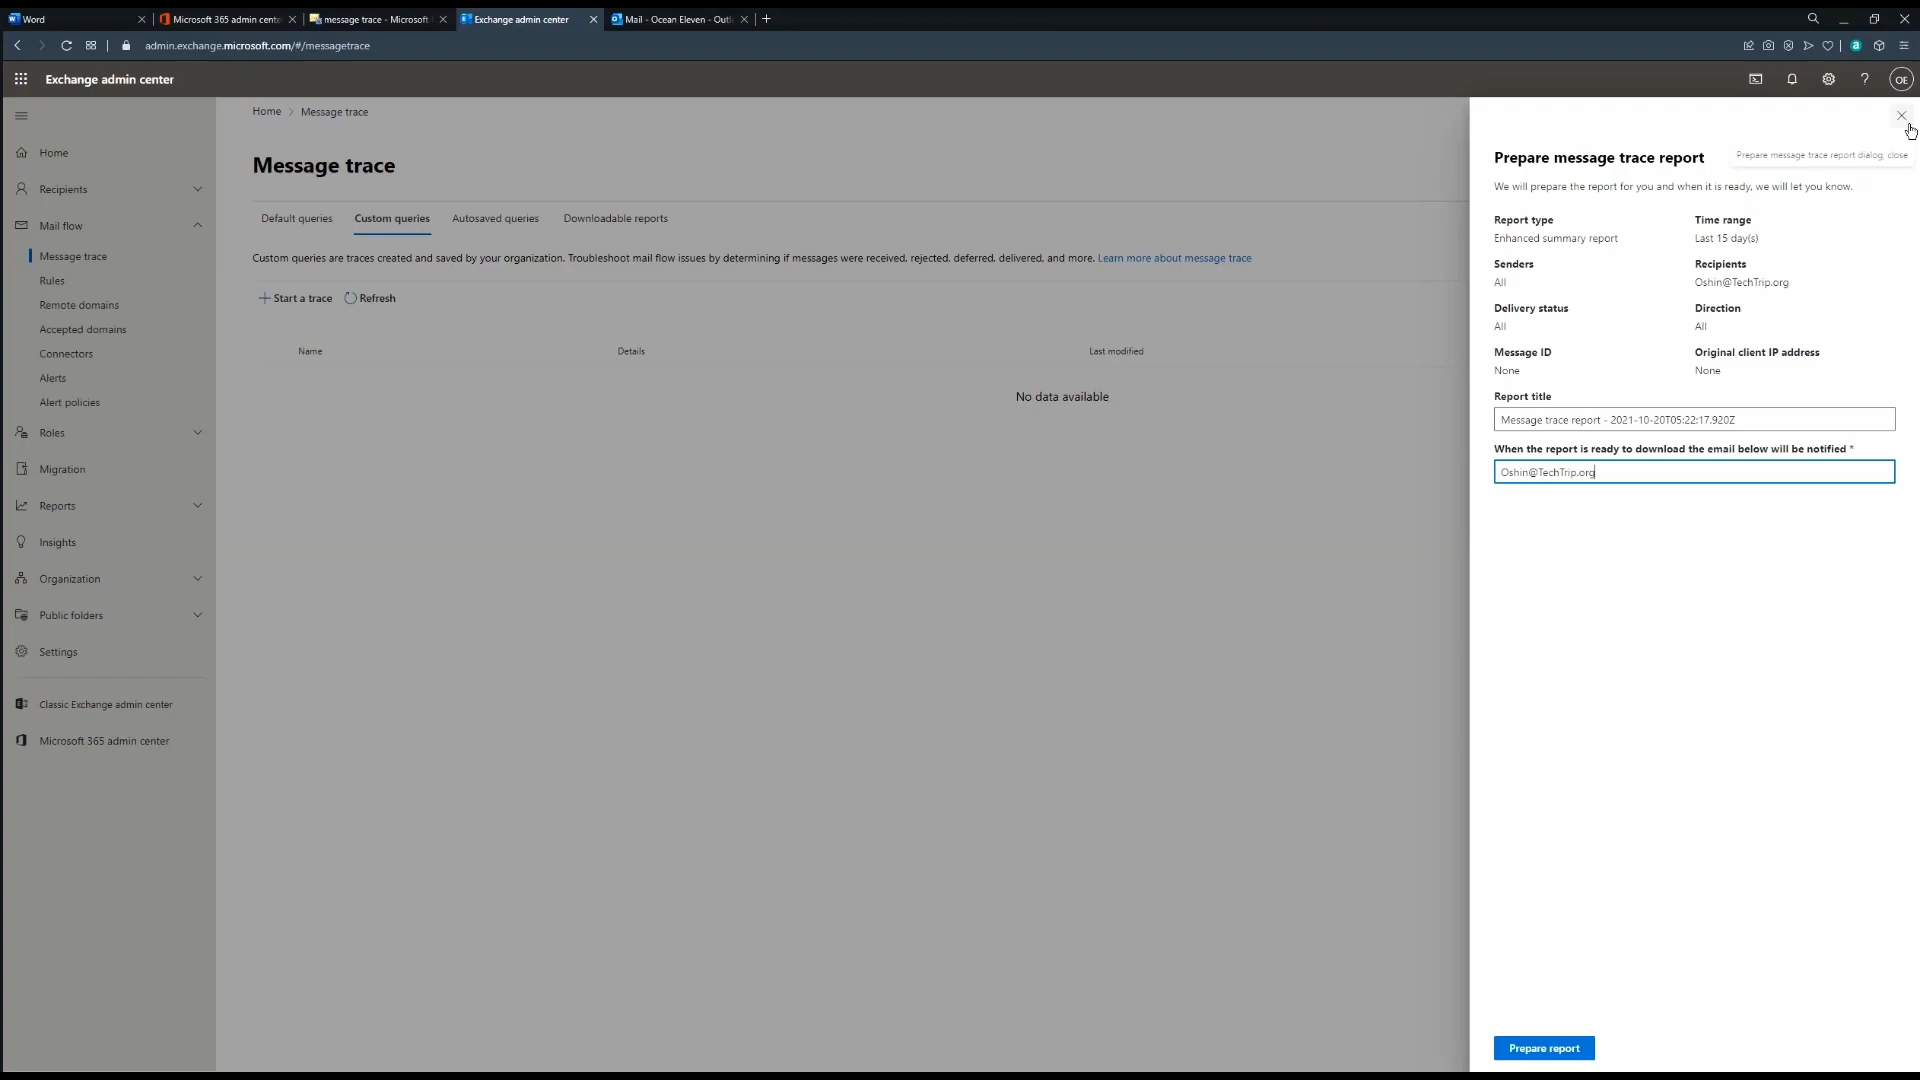 Word
Microsoft 365 admin cente
message trace - Microsoft
Exchange admin center
Mail - Ocean Eleven - Outl
admin.exchange.microsoft.com/#/messagetrace
Exchange admin center
OE
Home > Message trace
Home
Recipients
Mail flow
Message trace
Rules
Remote domains
Accepted domains
Connectors
Alerts
Alert policies
Roles
Migration
Reports
Insights
Organization
Public folders
Settings
Classic Exchange admin center
Microsoft 365 admin center
Message trace
Default queries Custom queries Autosaved queries Downloadable reports
Custom queries are traces created and saved by your organization. Troubleshoot mail flow issues by determining if messages were received, rejected, deferred, delivered, and more. Learn more about message trace
+ Start a trace Refresh
Name Details Last modified
No data available
Prepare message trace report
Prepare message trace report dialog, close
We will prepare the report for you and when it is ready, we will let you know.
Report type Time range
Enhanced summary report Last 15 day(s)
Senders Recipients
All Oshin@TechTrip.org
Delivery status Direction
All All
Message ID Original client IP address
None None
Report title
Message trace report - 2021-10-20T05:22:17.920Z
When the report is ready to download the email below will be notified *
Oshin@TechTrip.org
Prepare report